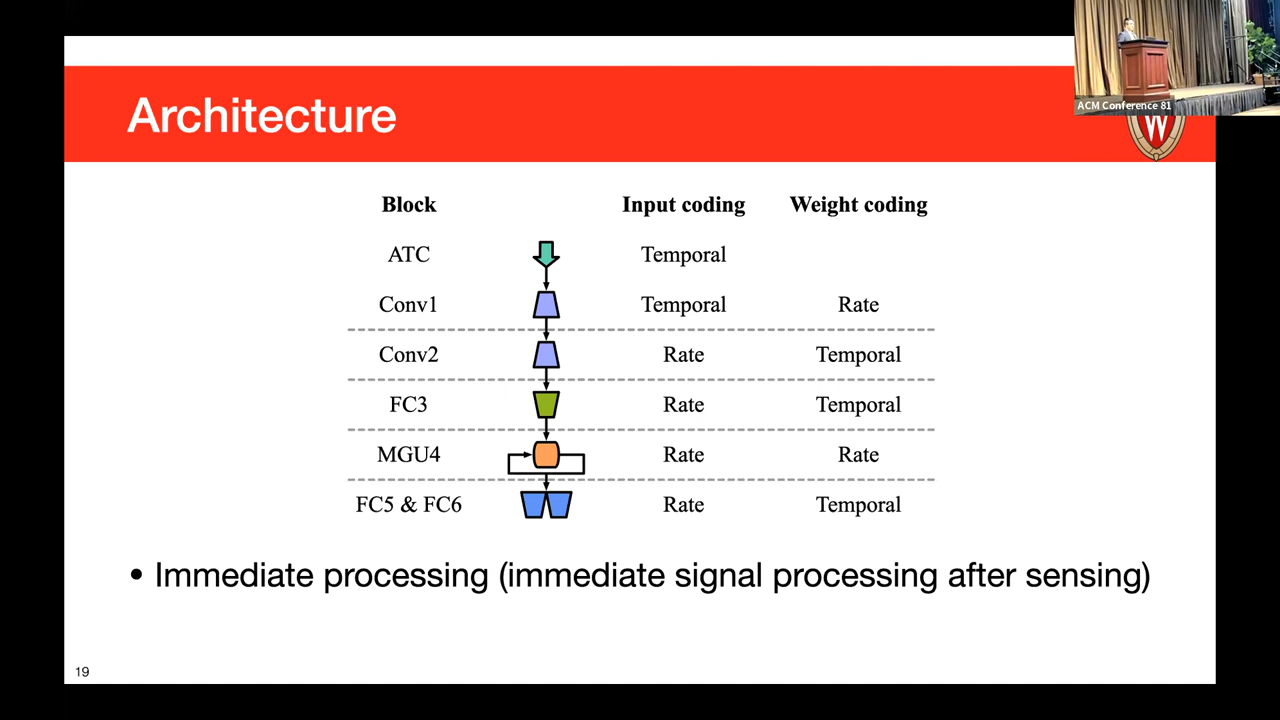 ACM Conference 81
Architecture
W
Block Input coding Weight coding
ATC Temporal
Conv1 Temporal Rate
Conv2 Rate Temporal
FC3 Rate Temporal
MGU4 Rate Rate
FC5 & FC6 Rate Temporal
• Immediate processing (immediate signal processing after sensing)
19